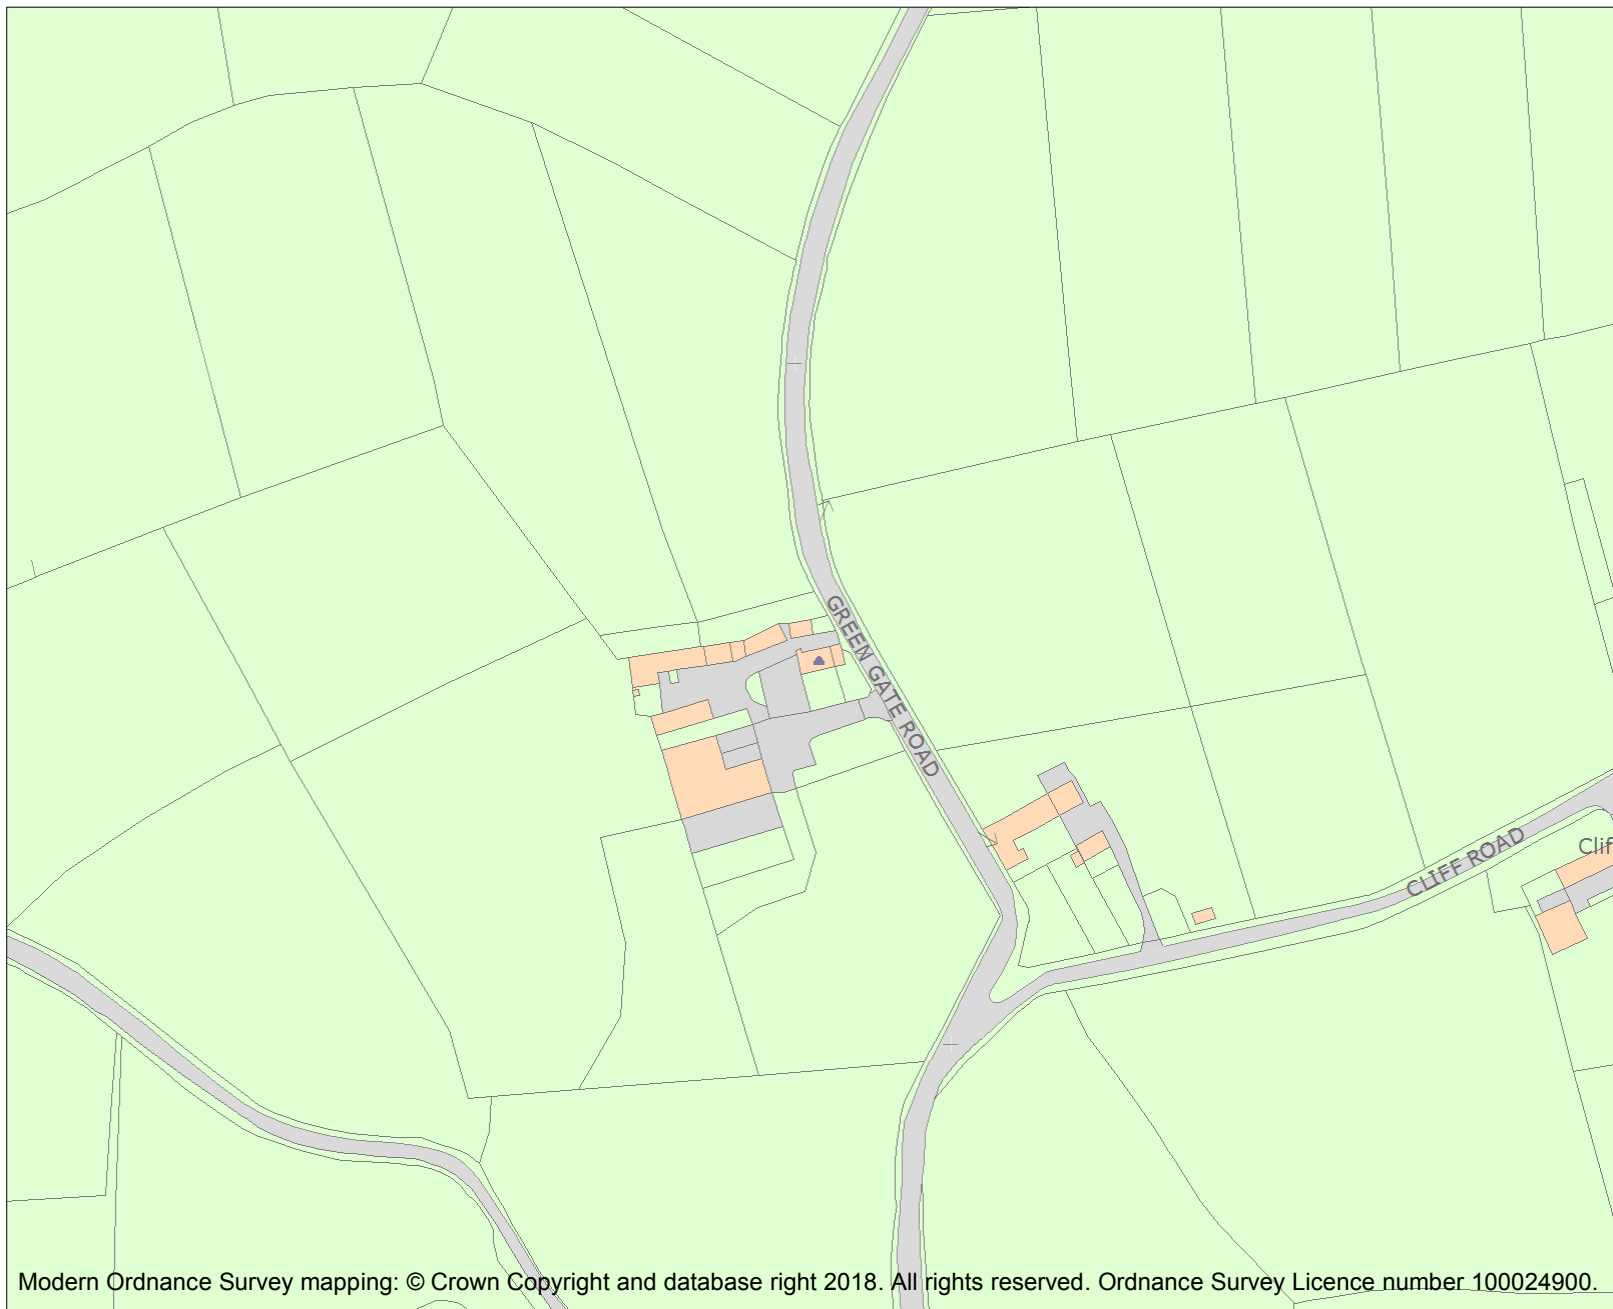 GREEN GATE ROAD
CLIFF ROAD
Clif
Modern Ordnance Survey mapping: © Crown Copyright and database right 2018. All rights reserved. Ordnance Survey Licence number 100024900.